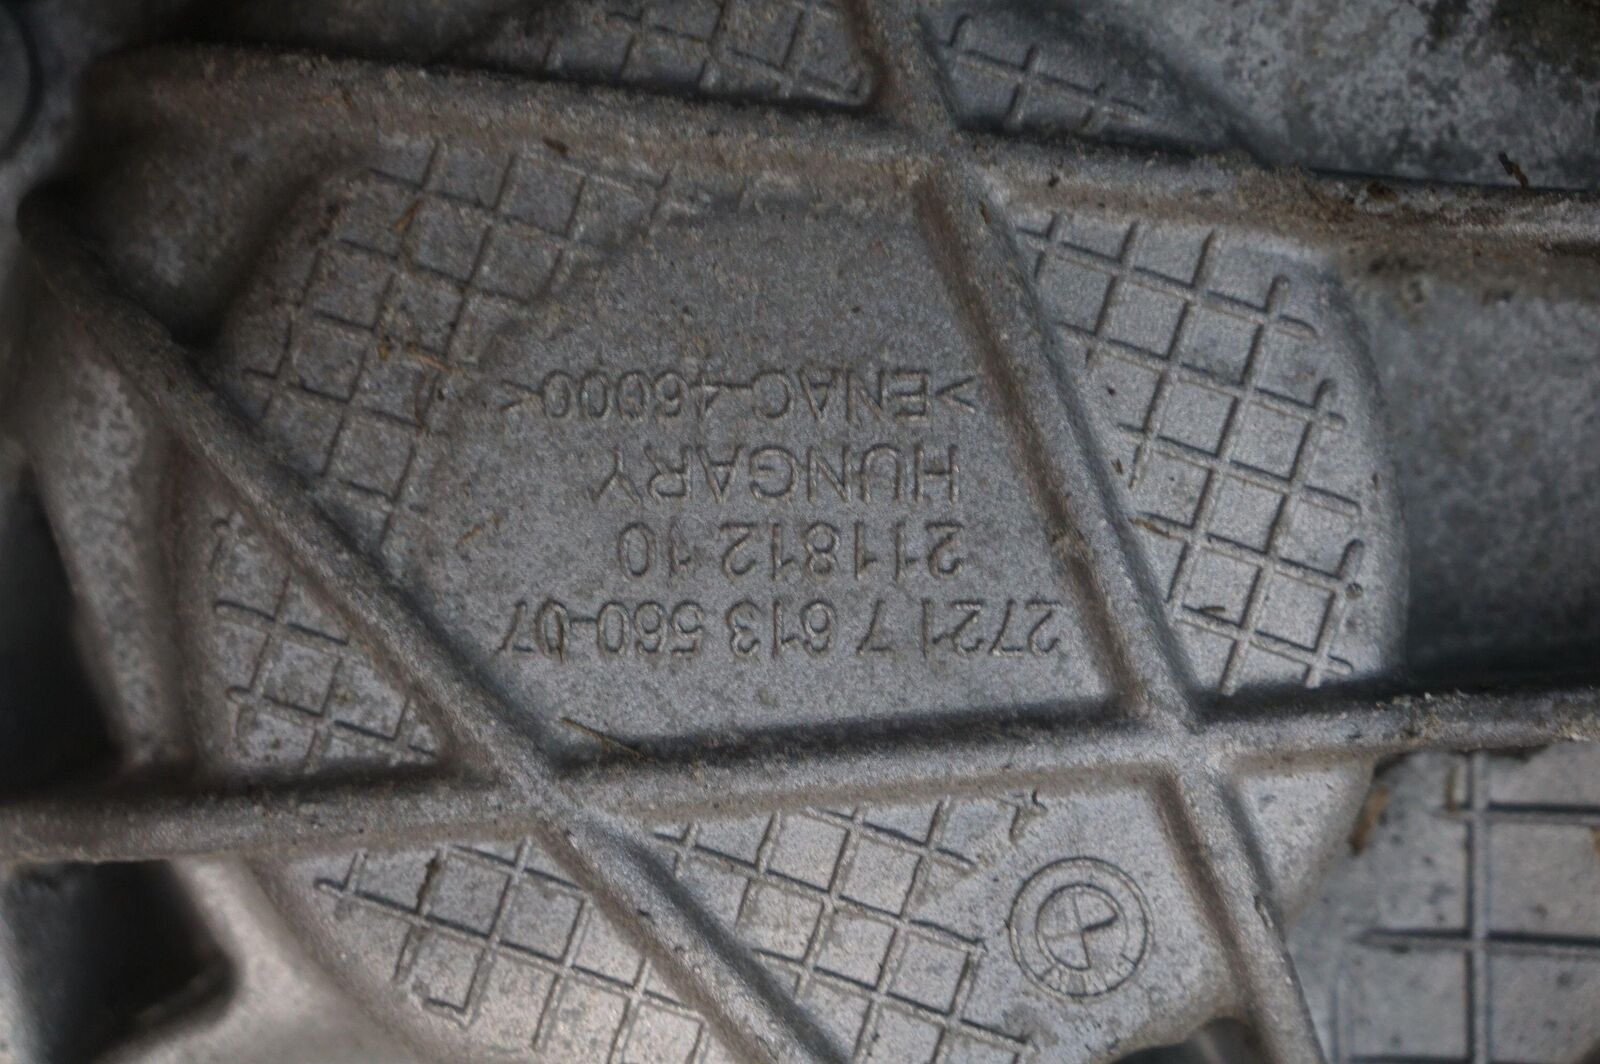 2721 7 613 560-07
211812.10
HUNGARY
>ENAC-46000<